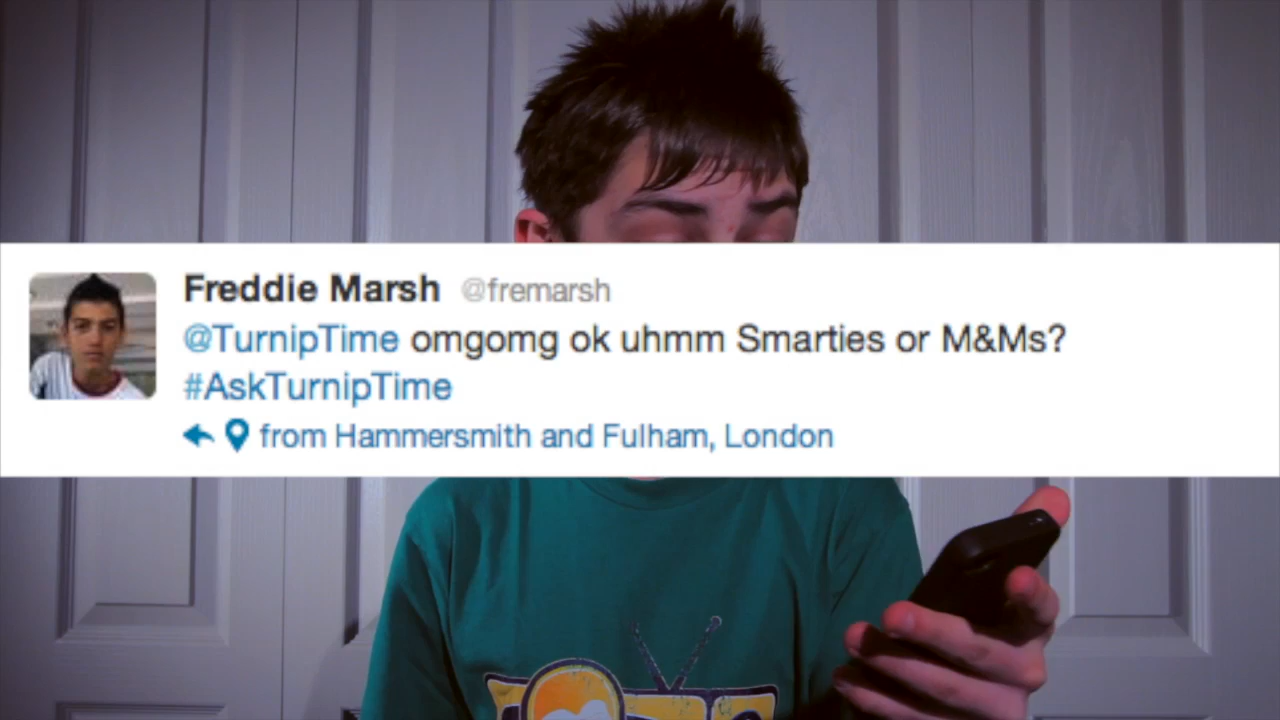 Freddie Marsh @fremarsh
@TurnipTime omgomg ok uhmm Smarties or M&Ms?
#AskTurnipTime
from Hammersmith and Fulham, London